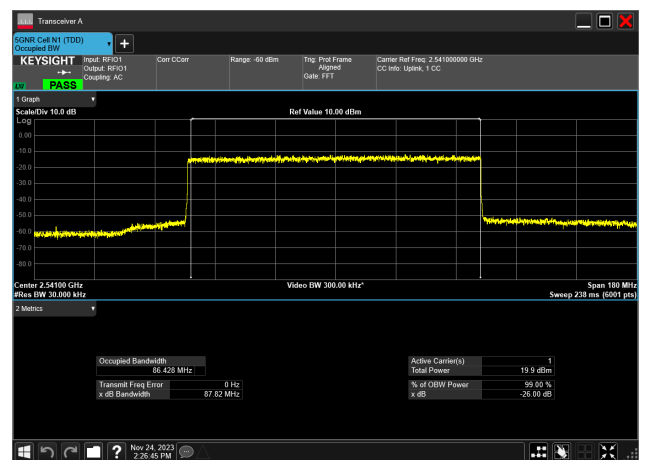 Transceiver A
5GNR Cell N1 (TDD)
Occupied BW
KEYSIGHT
LV
PASS
Input: RFIO1
Output: RFIO1
Coupling: AC
Corr CCorr
Range: -60 dBm
Trig: Prot Frame
Aligned
Gate: FFT
Carrier Ref Freq: 2.541000000 GHz
CC Info: Uplink, 1 CC
1 Graph
Scale/Div 10.0 dB
Ref Value 10.00 dBm
Log
0.00
-10.0
-20.0
-30.0
-40.0
-50.0
-60.0
-70.0
-80.0
Center 2.54100 GHz
Video BW 300.00 kHz^
Span 180 MHz
#Res BW 30.000 kHz
Sweep 238 ms (6001 pts)
2 Metrics
Occupied Bandwidth
86.428 MHz
Active Carrier(s) 1
Total Power 19.9 dBm
Transmit Freq Error 0 Hz
x dB Bandwidth 87.82 MHz
% of OBW Power 99.00 %
x dB -26.00 dB
Nov 24, 2023
2:26:45 PM